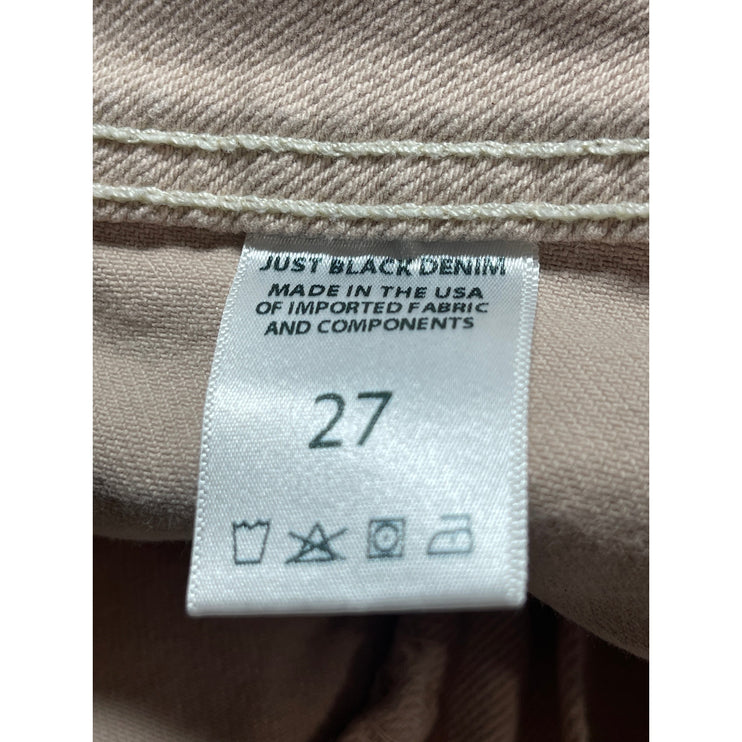 JUST BLACK DENIM
MADE IN THE USA
OF IMPORTED FABRIC
AND COMPONENTS
27